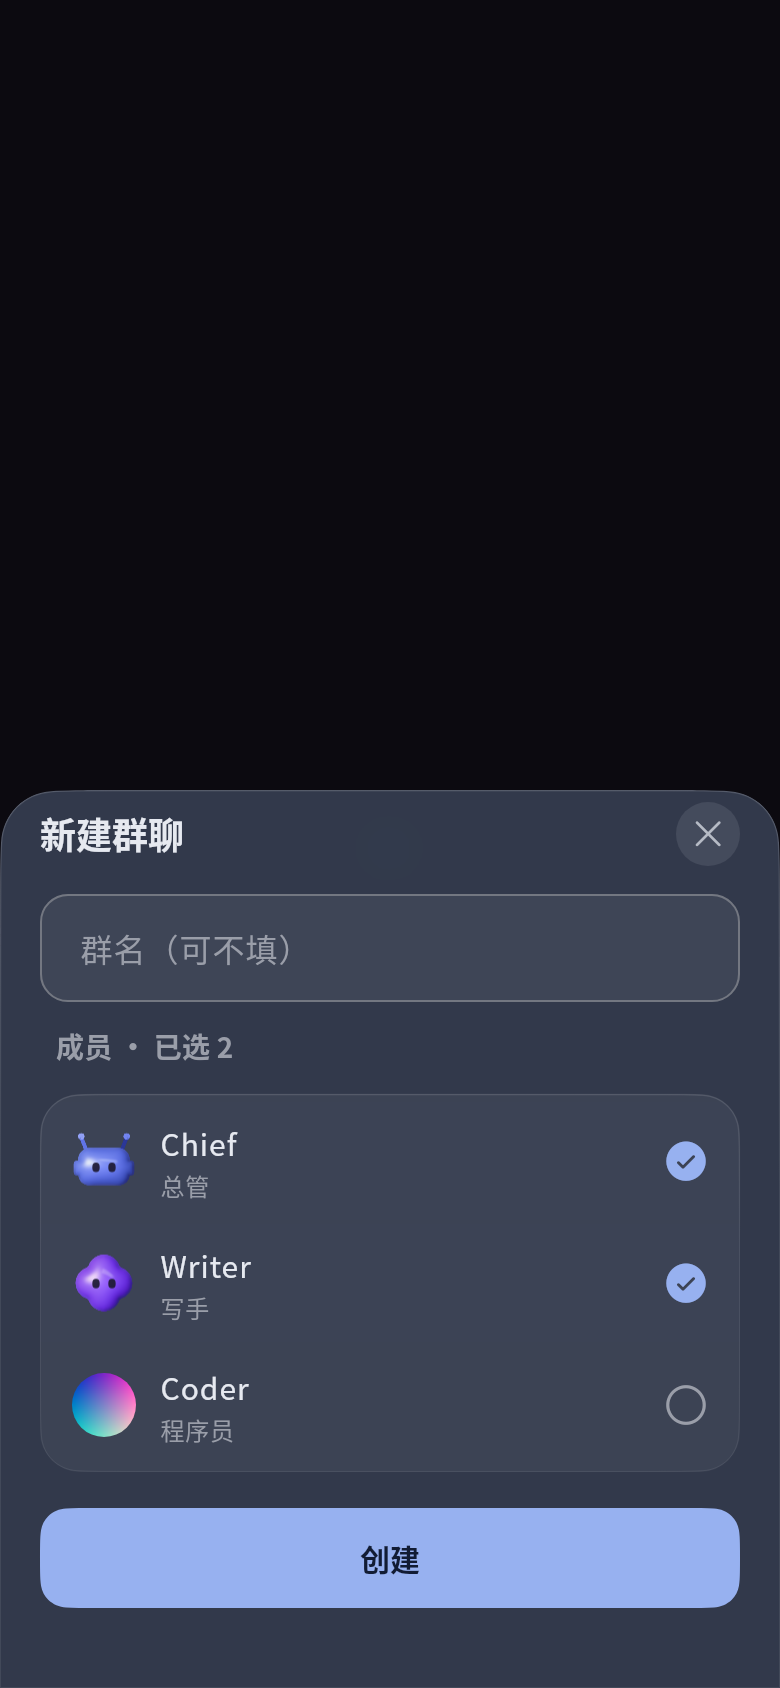 新建群聊
群名（可不填）
成员 · 已选 2
Chief
总管
Writer
写手
Coder
程序员
创建